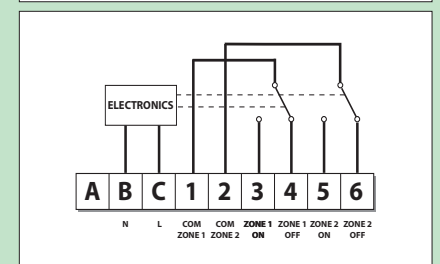 ELECTRONICS
A B C 1 2 3 4 5 6
N L COM COM ZONE 1 ZONE 1 ZONE 2 ZONE 2
ZONE 1 ZONE 2 ON OFF ON OFF